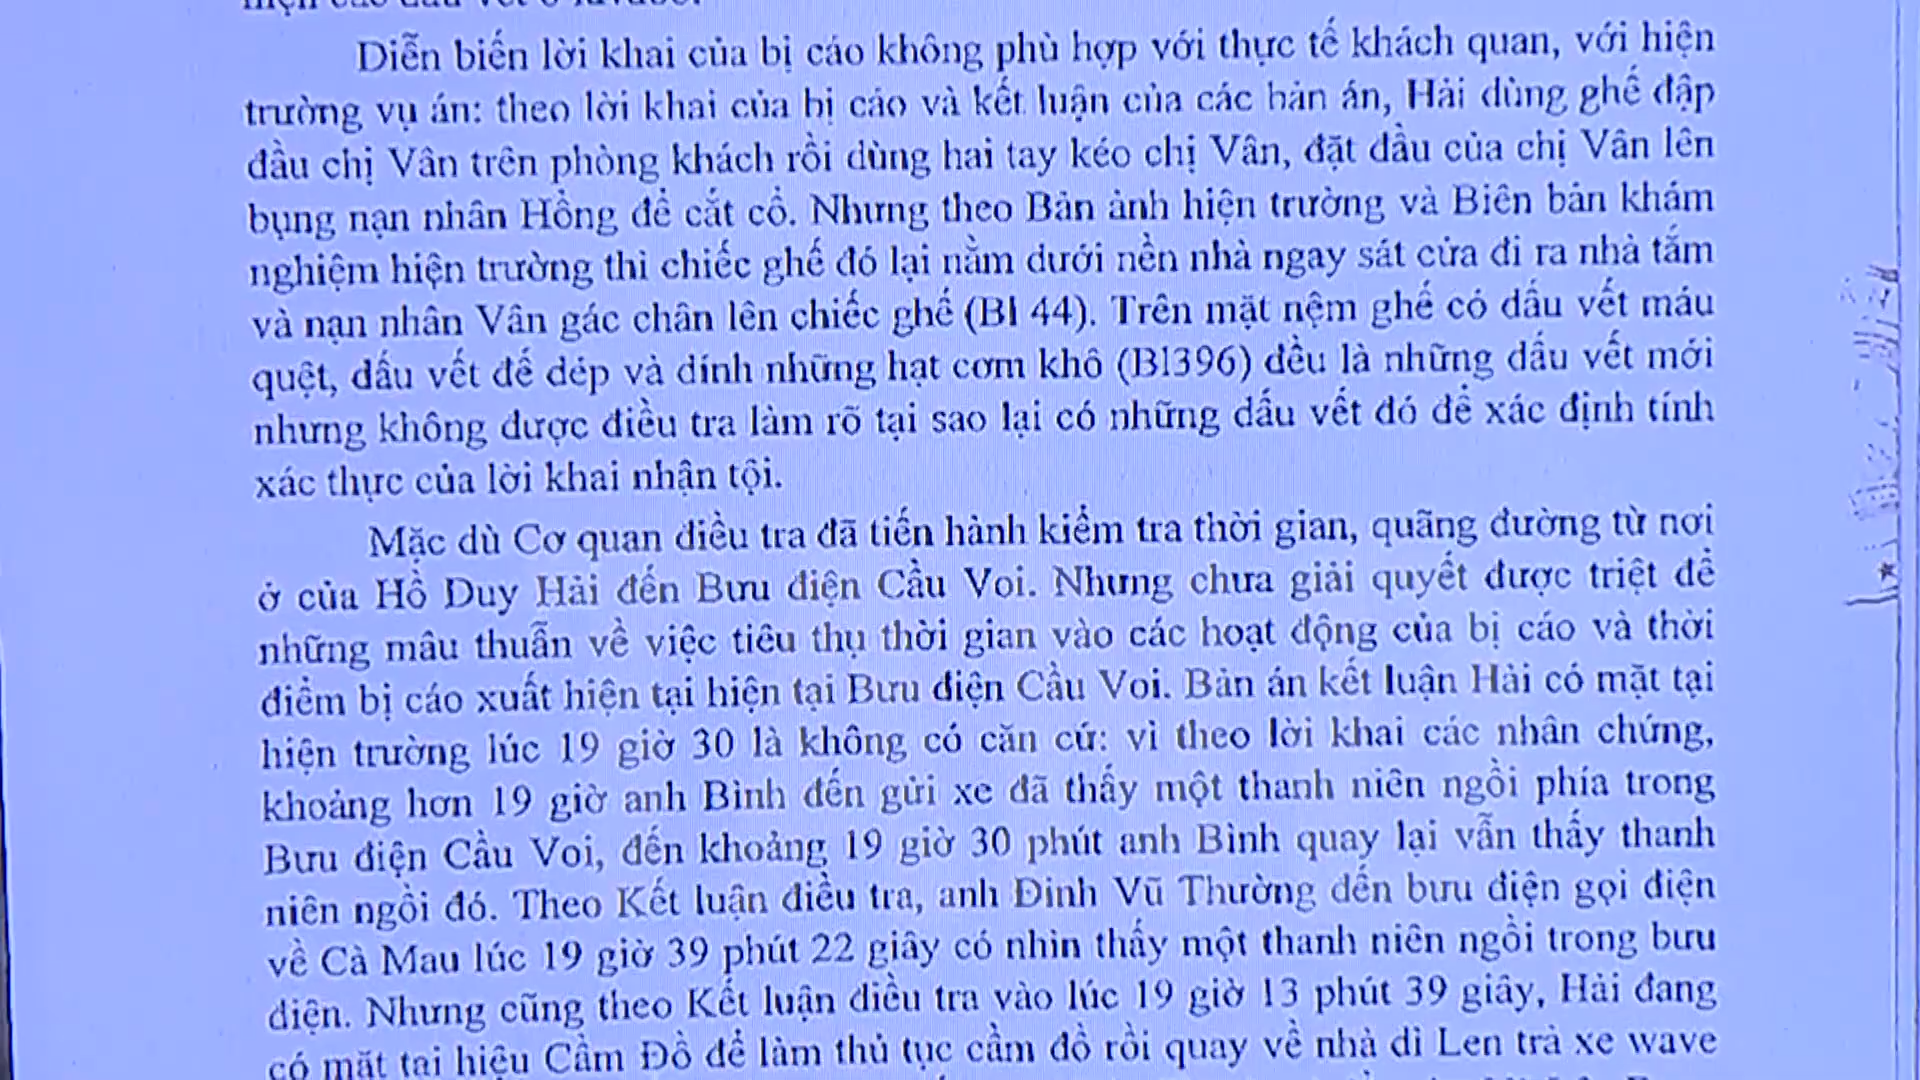 Diễn biến lời khai của bị cáo không phù hợp với thực tế khách quan, với hiện
trường vụ án: theo lời khai của bị cáo và kết luận của các bản án, Hải dùng ghế đập
đầu chị Vân trên phòng khách rồi dùng hai tay kéo chị Vân, đặt đầu của chị Vân lên
bụng nạn nhân Hồng để cắt cổ. Nhưng theo Bản ảnh hiện trường và Biên bản khám
nghiệm hiện trường thì chiếc ghế đó lại nằm dưới nền nhà ngay sát cửa đi ra nhà tắm
và nạn nhân Vân gác chân lên chiếc ghế (Bl 44). Trên mặt nệm ghế có dấu vết máu
quệt, dấu vết đế dép và dính những hạt cơm khô (Bl396) đều là những dấu vết mới
nhưng không được điều tra làm rõ tại sao lại có những dấu vết đó để xác định tính
xác thực của lời khai nhận tội.
Mặc dù Cơ quan điều tra đã tiến hành kiểm tra thời gian, quãng đường từ nơi
ở của Hồ Duy Hải đến Bưu điện Cầu Voi. Nhưng chưa giải quyết được triệt để
những mâu thuẫn về việc tiêu thụ thời gian vào các hoạt động của bị cáo và thời
điểm bị cáo xuất hiện tại hiện tại Bưu điện Cầu Voi. Bản án kết luận Hải có mặt tại
hiện trường lúc 19 giờ 30 là không có căn cứ: vì theo lời khai các nhân chứng,
khoảng hơn 19 giờ anh Bình đến gửi xe đã thấy một thanh niên ngồi phía trong
Bưu điện Cầu Voi, đến khoảng 19 giờ 30 phút anh Bình quay lại vẫn thấy thanh
niên ngồi đó. Theo Kết luận điều tra, anh Đinh Vũ Thường đến bưu điện gọi điện
về Cà Mau lúc 19 giờ 39 phút 22 giây có nhìn thấy một thanh niên ngồi trong bưu
điện. Nhưng cũng theo Kết luận điều tra vào lúc 19 giờ 13 phút 39 giây, Hải đang
có mặt tại hiệu Cầm Đồ để làm thủ tục cầm đồ rồi quay về nhà dì Len trả xe wave